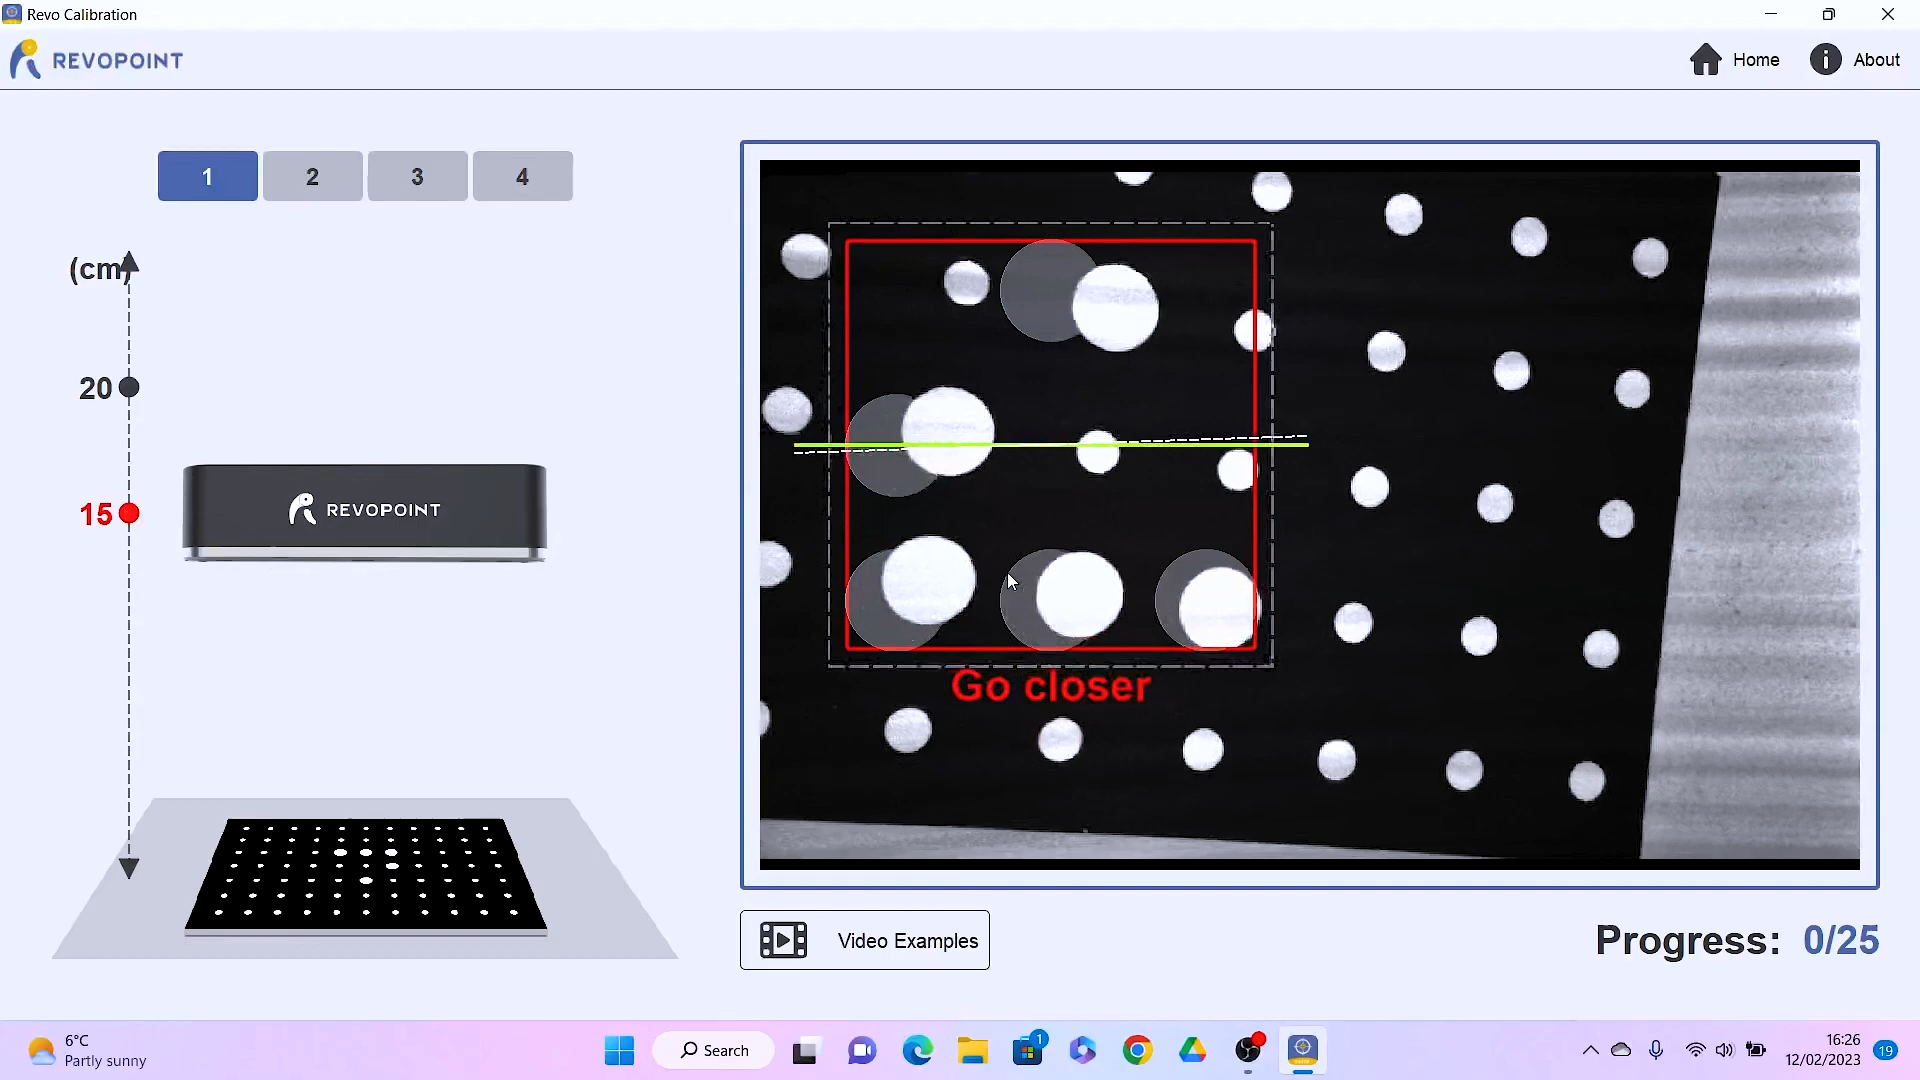 Revo Calibration
REVOPOINT
Home
About
1
2
3
4
(cm)
20
15
REVOPOINT
Go closer
Video Examples
Progress: 0/25
6°C
Partly sunny
Search
1
16:26
12/02/2023
19